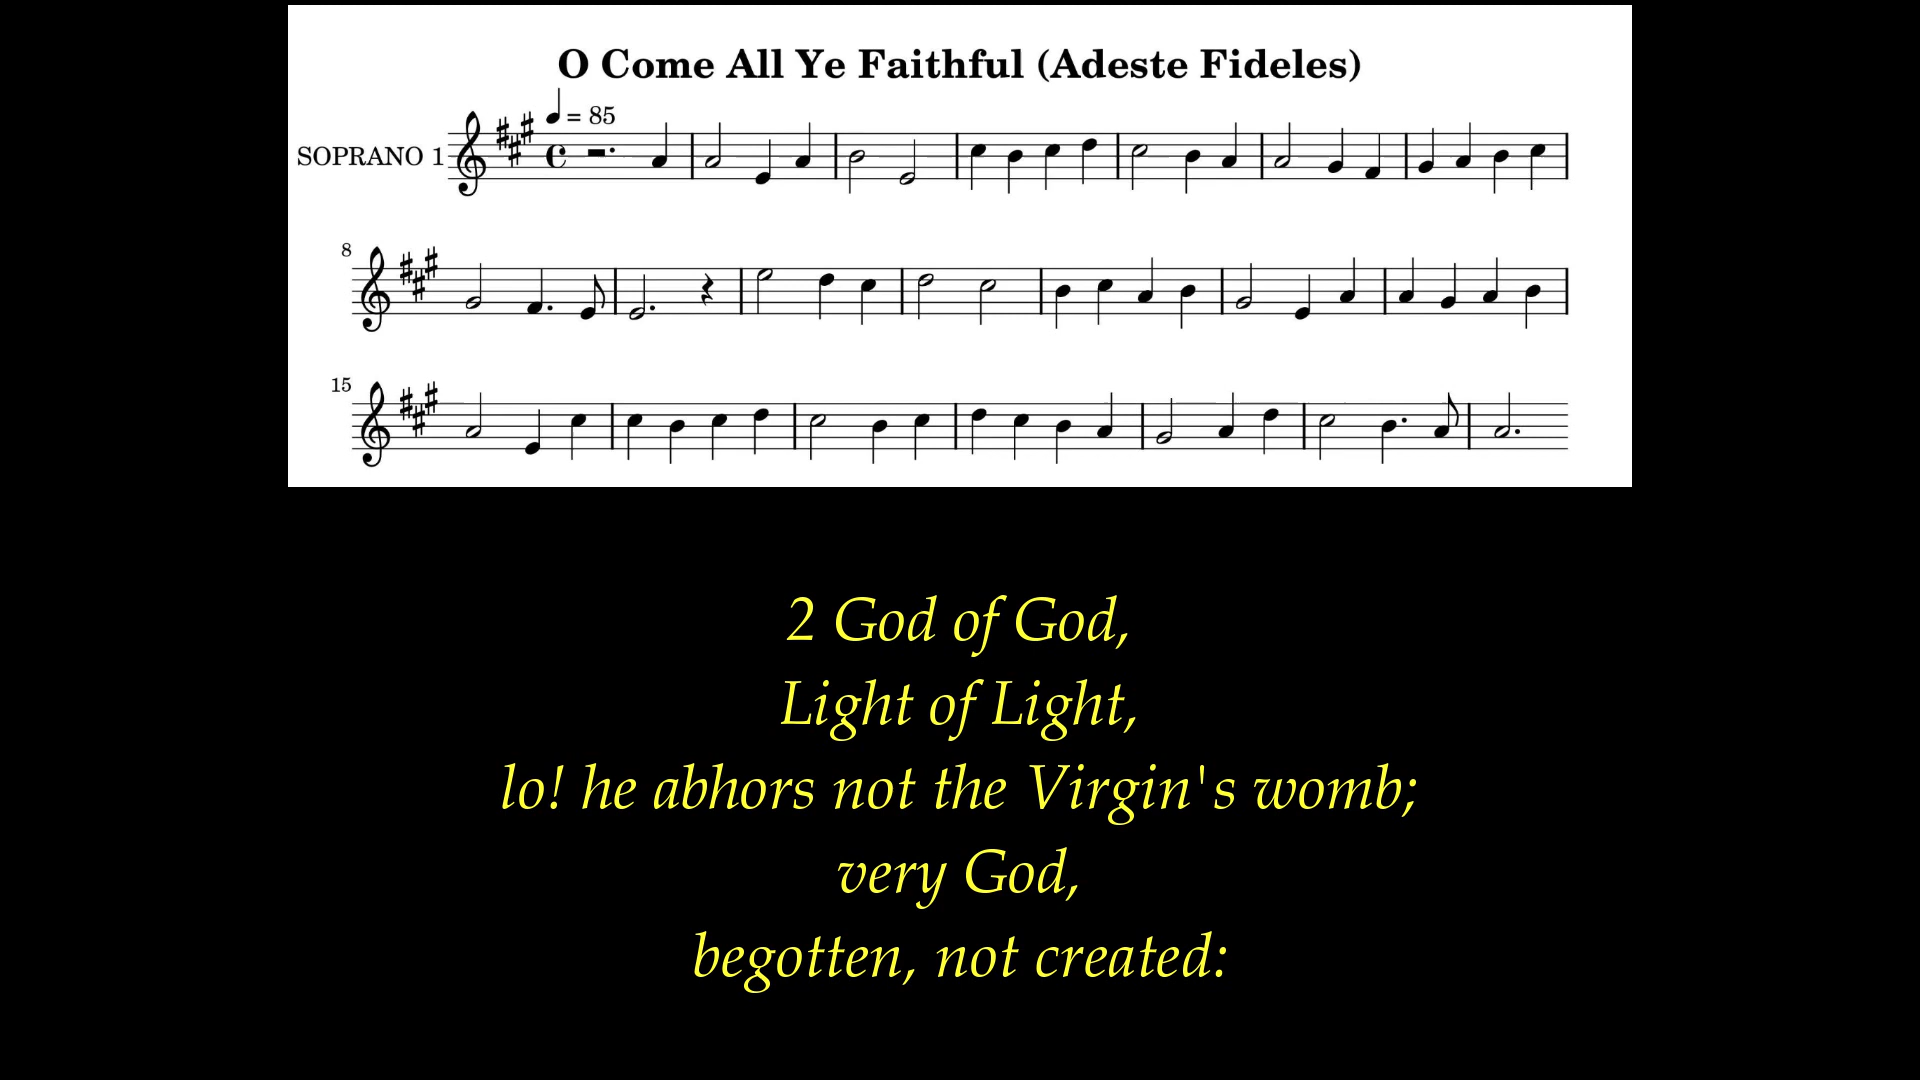 O Come All Ye Faithful (Adeste Fideles)
= 85
SOPRANO 1
8
15
2 God of God,
Light of Light,
lo! he abhors not the Virgin's womb;
very God,
begotten, not created: